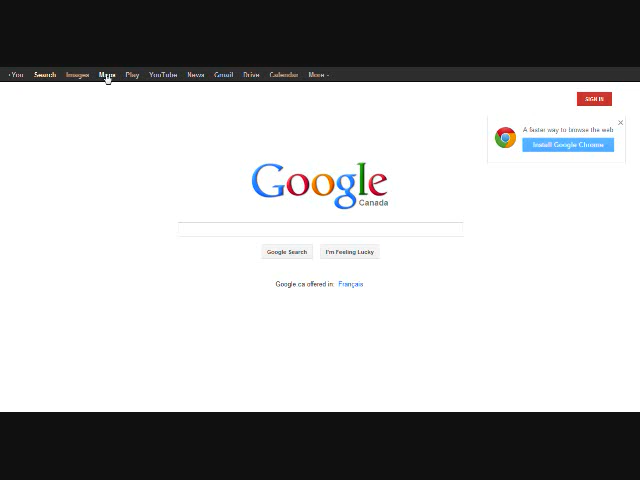 +You Search Images Maps Play YouTube News Gmail Drive Calendar More
SIGN IN
A faster way to browse the web
Install Google Chrome
Google
Canada
Google Search I'm Feeling Lucky
Google.ca offered in: Français